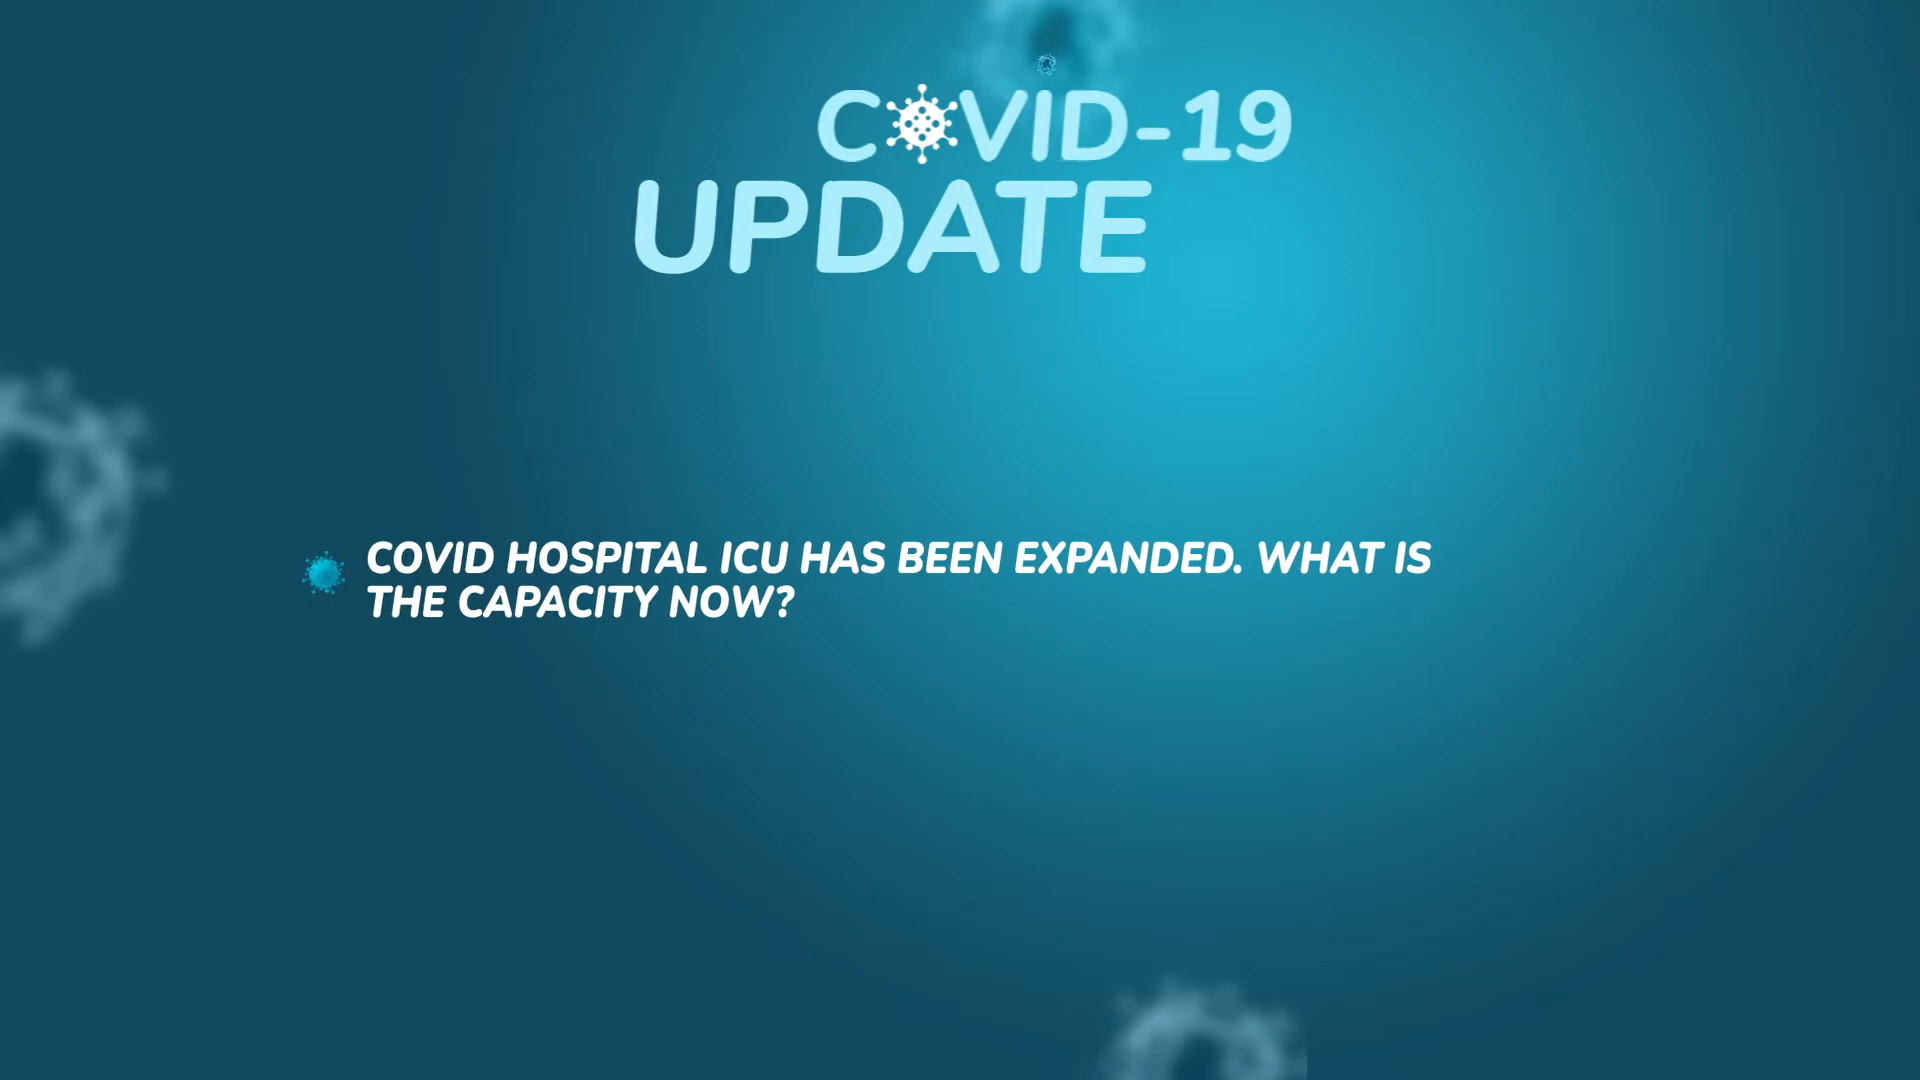 COVID-19
UPDATE
COVID HOSPITAL ICU HAS BEEN EXPANDED. WHAT IS
THE CAPACITY NOW?